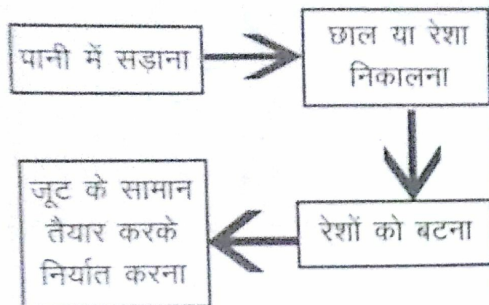 पानी में सड़ाना
छाल या रेशा
निकालना
रेशों को बटना
जूट के सामान
तैयार करके
निर्यात करना